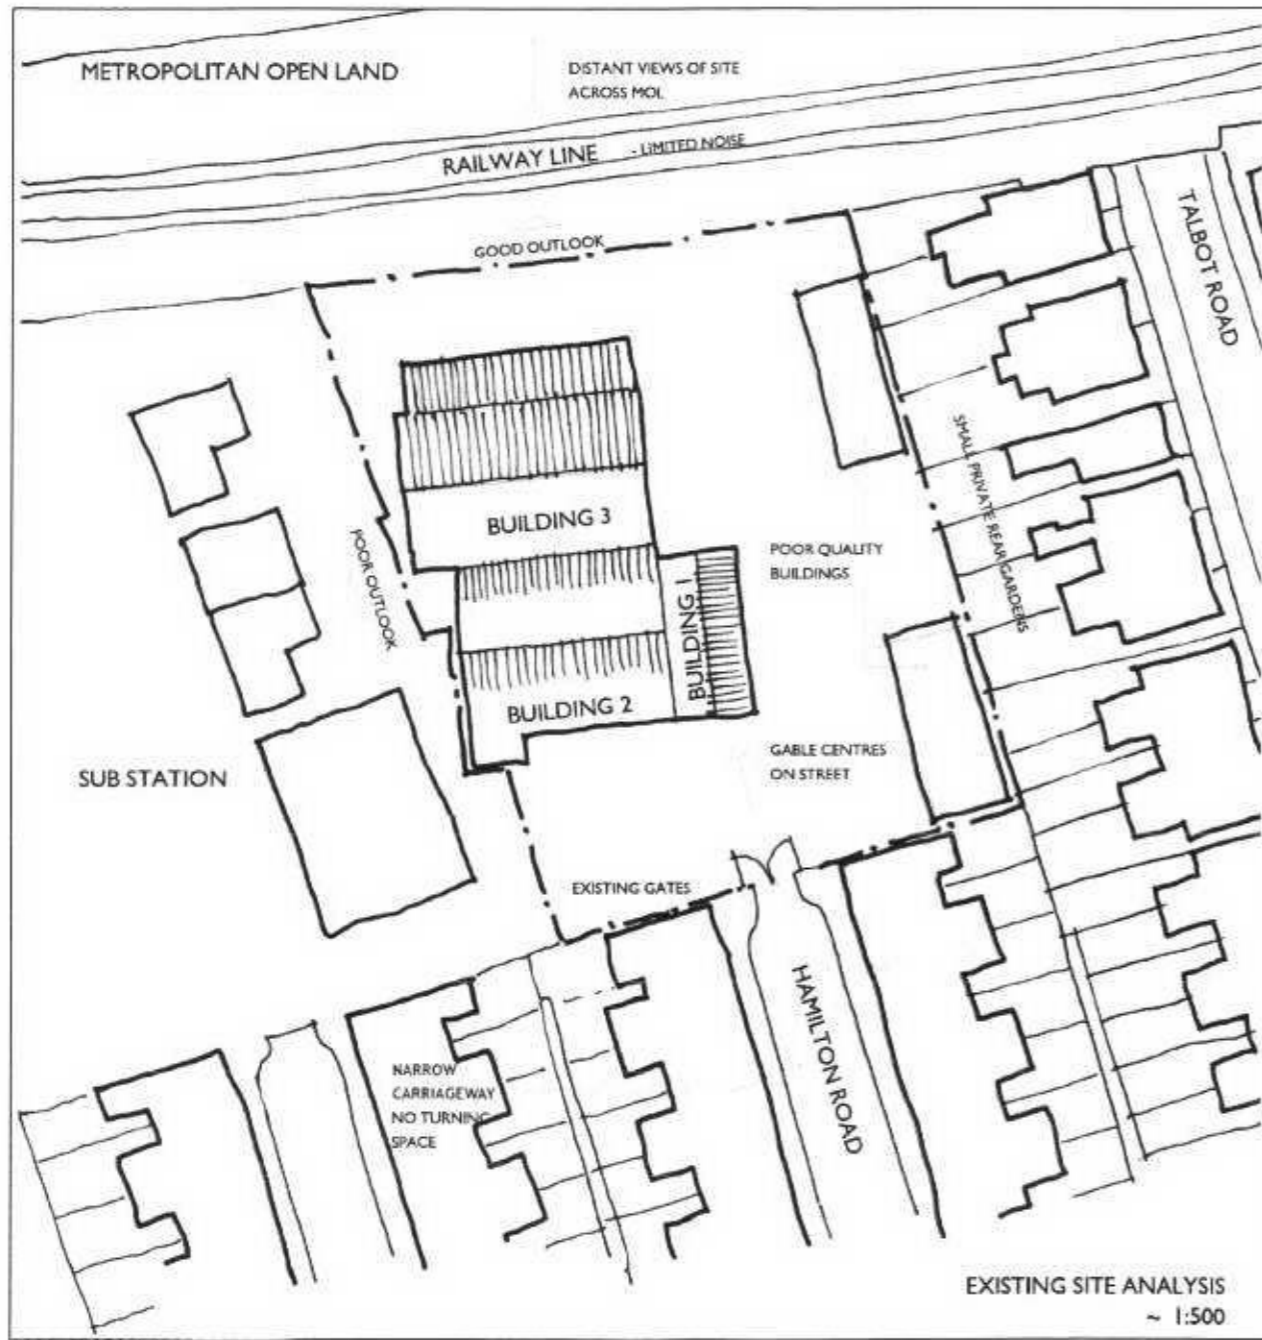 METROPOLITAN OPEN LAND
DISTANT VIEWS OF SITE
ACROSS MOL
RAILWAY LINE - LIMITED NOISE
TALBOT ROAD
GOOD OUTLOOK
SMALL PRIVATE REAR GARDENS
BUILDING 3
POOR OUTLOOK
POOR QUALITY
BUILDINGS
BUILDING 1
BUILDING 2
SUB STATION
GABLE CENTRES
ON STREET
EXISTING GATES
HAMILTON ROAD
NARROW
CARRIAGEWAY
NO TURNING
SPACE
EXISTING SITE ANALYSIS
~ 1:500